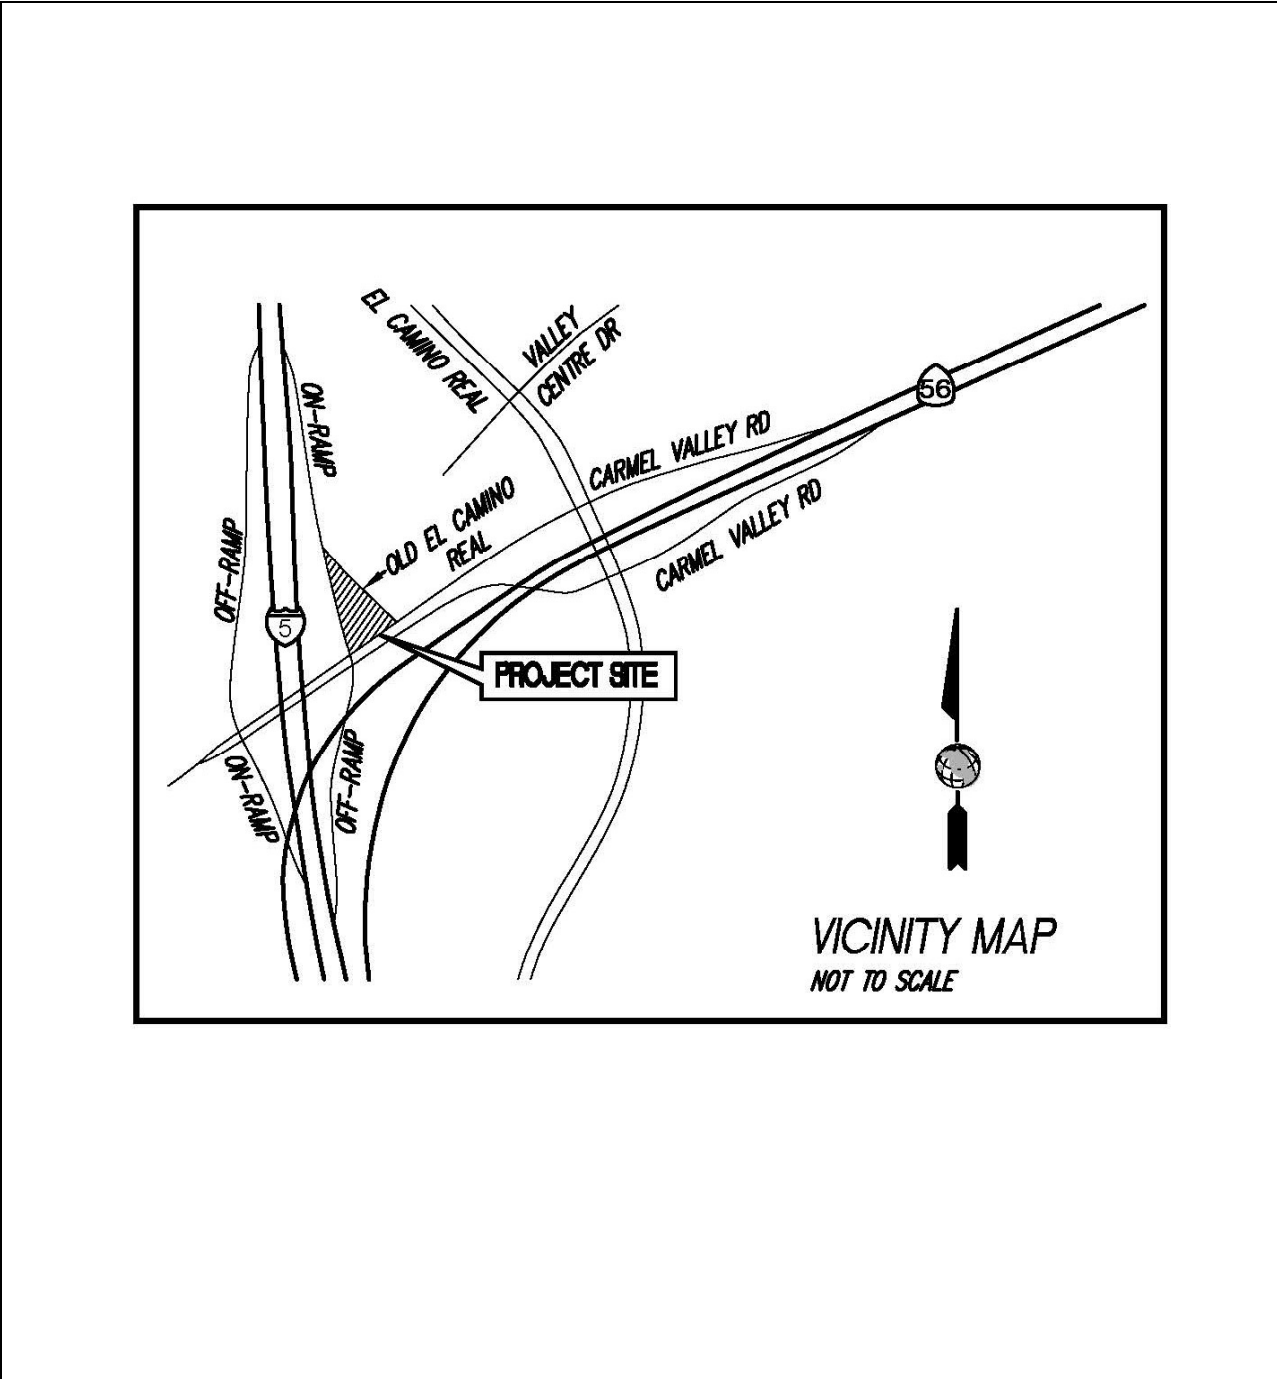 EL CAMINO REAL
VALLEY
CENTRE DR
56
ON-RAMP
CARMEL VALLEY RD
OLD EL CAMINO
REAL
CARMEL VALLEY RD
OFF-RAMP
5
PROJECT SITE
ON-RAMP
OFF-RAMP
VICINITY MAP
NOT TO SCALE